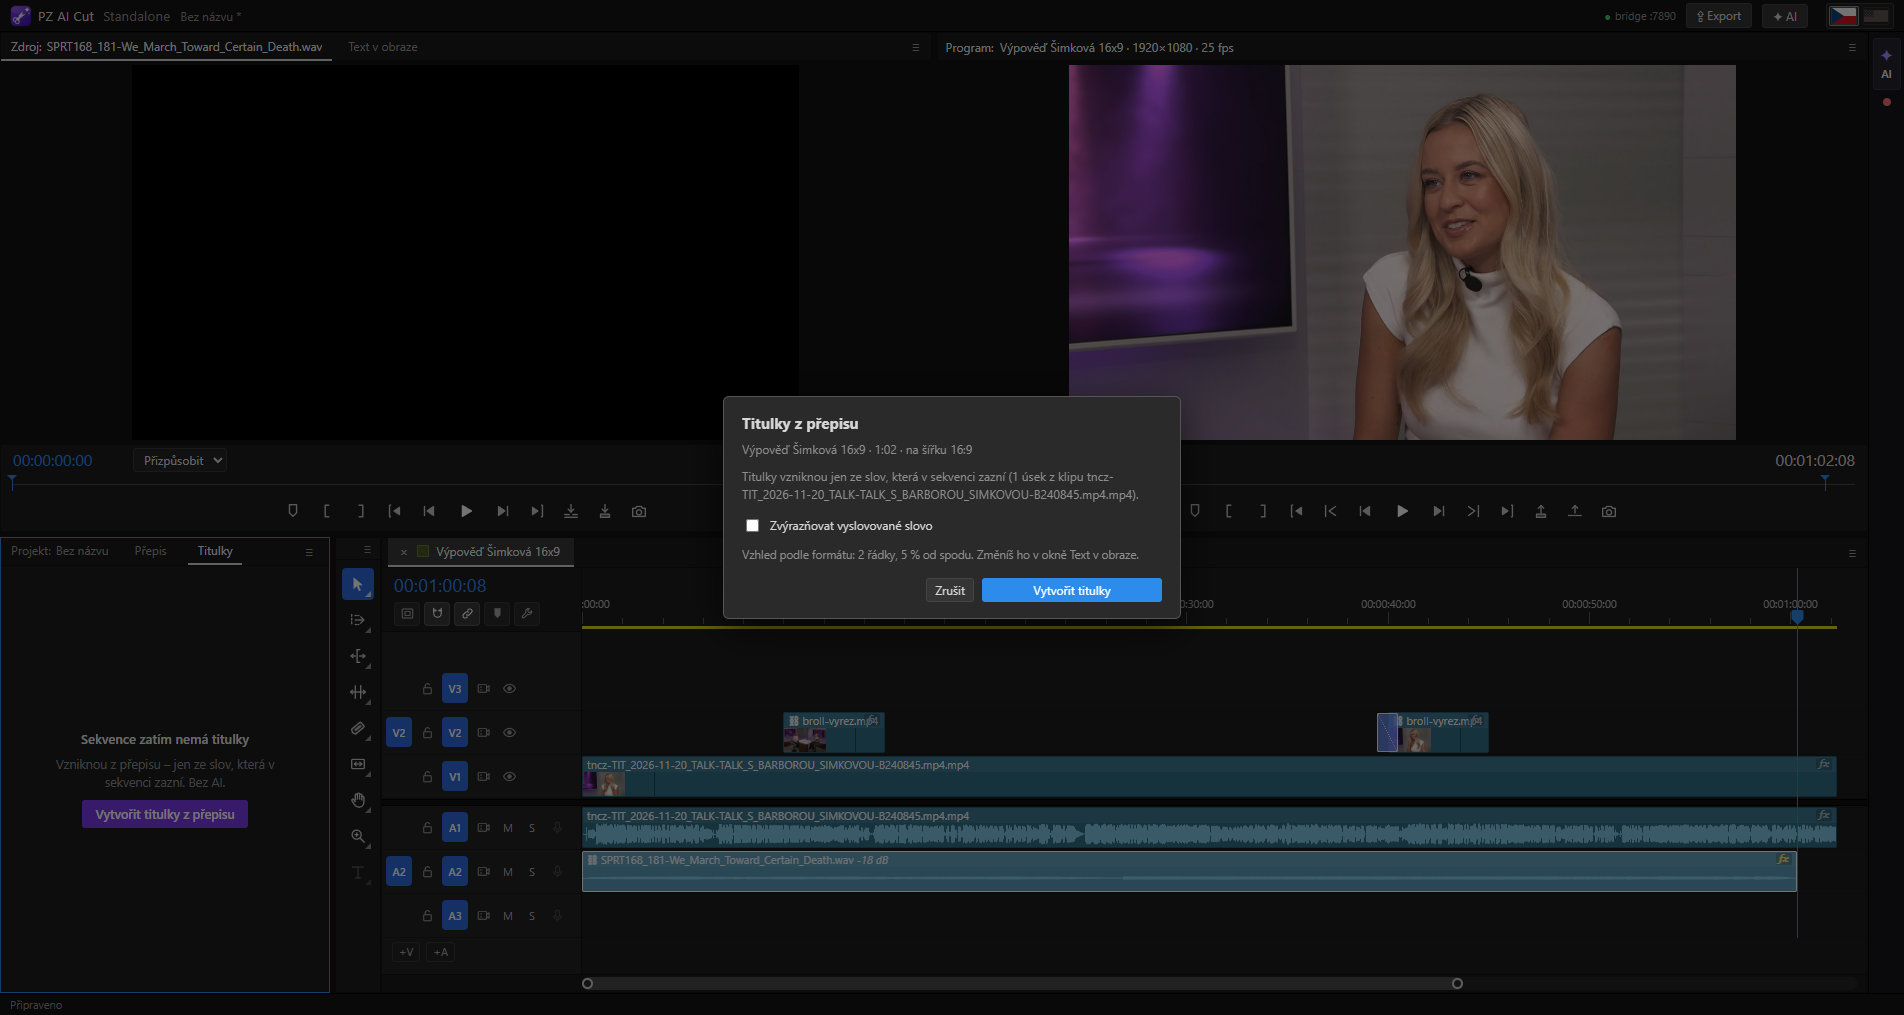 PZ AI Cut Standalone Bez názvu *
bridge :7890 Export AI
Zdroj: SPRT168_181-We_March_Toward_Certain_Death.wav Text v obraze
Program: Výpověď Šimková 16x9 · 1920×1080 · 25 fps
AI
00:00:00:00 Přizpůsobit
00:01:02:08
Titulky z přepisu
Výpověď Šimková 16x9 · 1:02 · na šířku 16:9
Titulky vzniknou jen ze slov, která v sekvenci zazní (1 úsek z klipu tncz-
TIT_2026-11-20_TALK-TALK_S_BARBOROU_SIMKOVOU-B240845.mp4.mp4).
Zvýrazňovat vyslovované slovo
Vzhled podle formátu: 2 řádky, 5 % od spodu. Změníš ho v okně Text v obraze.
Zrušit Vytvořit titulky
Projekt: Bez názvu Přepis Titulky
Sekvence zatím nemá titulky
Vzniknou z přepisu – jen ze slov, která v
sekvenci zazní. Bez AI.
Vytvořit titulky z přepisu
× Výpověď Šimková 16x9
00:01:00:08
:00:00 :30:00 00:00:40:00 00:00:50:00 00:01:00:00
V3
V2 V2 broll-vyrez.mp4 broll-vyrez.mp4
V1 tncz-TIT_2026-11-20_TALK-TALK_S_BARBOROU_SIMKOVOU-B240845.mp4.mp4 fx
A1 M S tncz-TIT_2026-11-20_TALK-TALK_S_BARBOROU_SIMKOVOU-B240845.mp4.mp4 fx
A2 A2 M S SPRT168_181-We_March_Toward_Certain_Death.wav -18 dB fx
A3 M S
+V +A
Připraveno